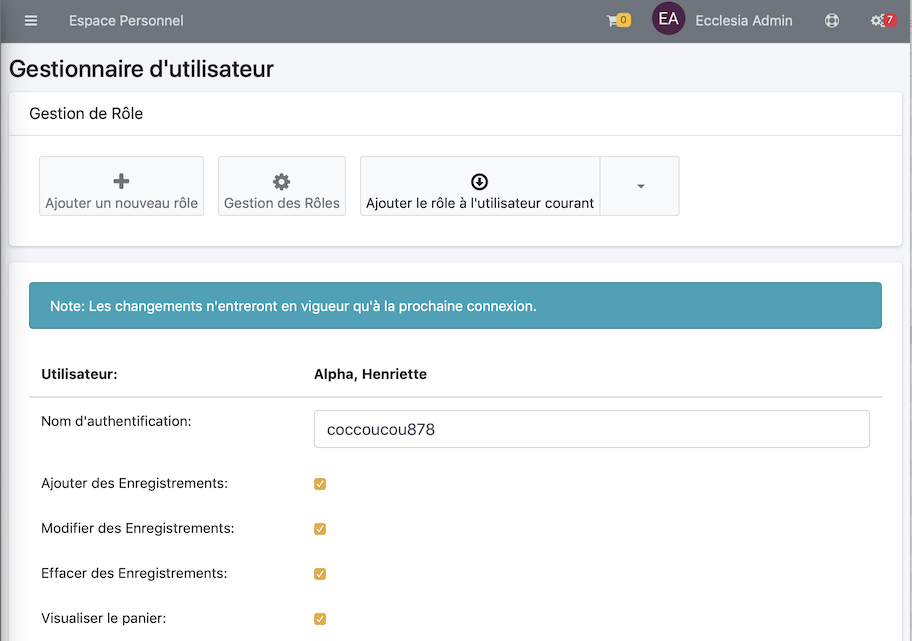 Espace Personnel
0
EA
Ecclesia Admin
7
Gestionnaire d'utilisateur
Gestion de Rôle
Ajouter un nouveau rôle
Gestion des Rôles
Ajouter le rôle à l'utilisateur courant
Note: Les changements n'entreront en vigueur qu'à la prochaine connexion.
Utilisateur:
Alpha, Henriette
Nom d'authentification:
coccoucou878
Ajouter des Enregistrements:
Modifier des Enregistrements:
Effacer des Enregistrements:
Visualiser le panier: